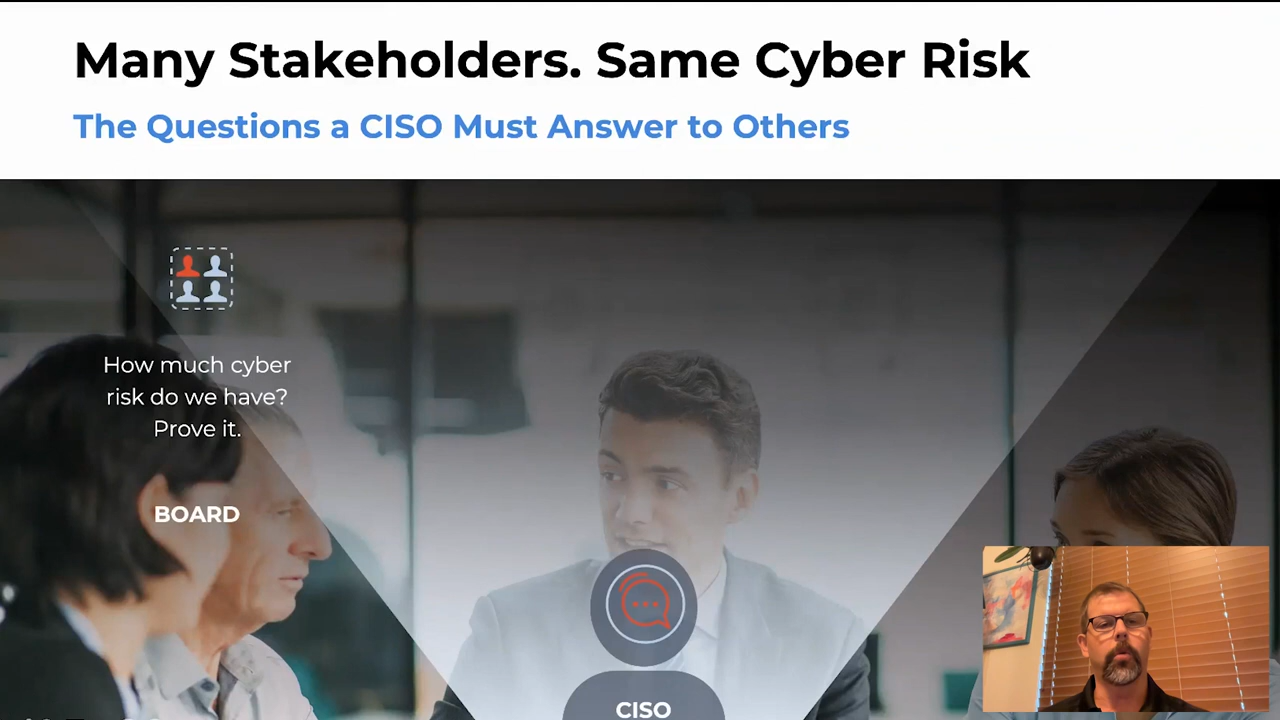 Many Stakeholders. Same Cyber Risk
The Questions a CISO Must Answer to Others
How much cyber
risk do we have?
Prove it.
BOARD
CISO